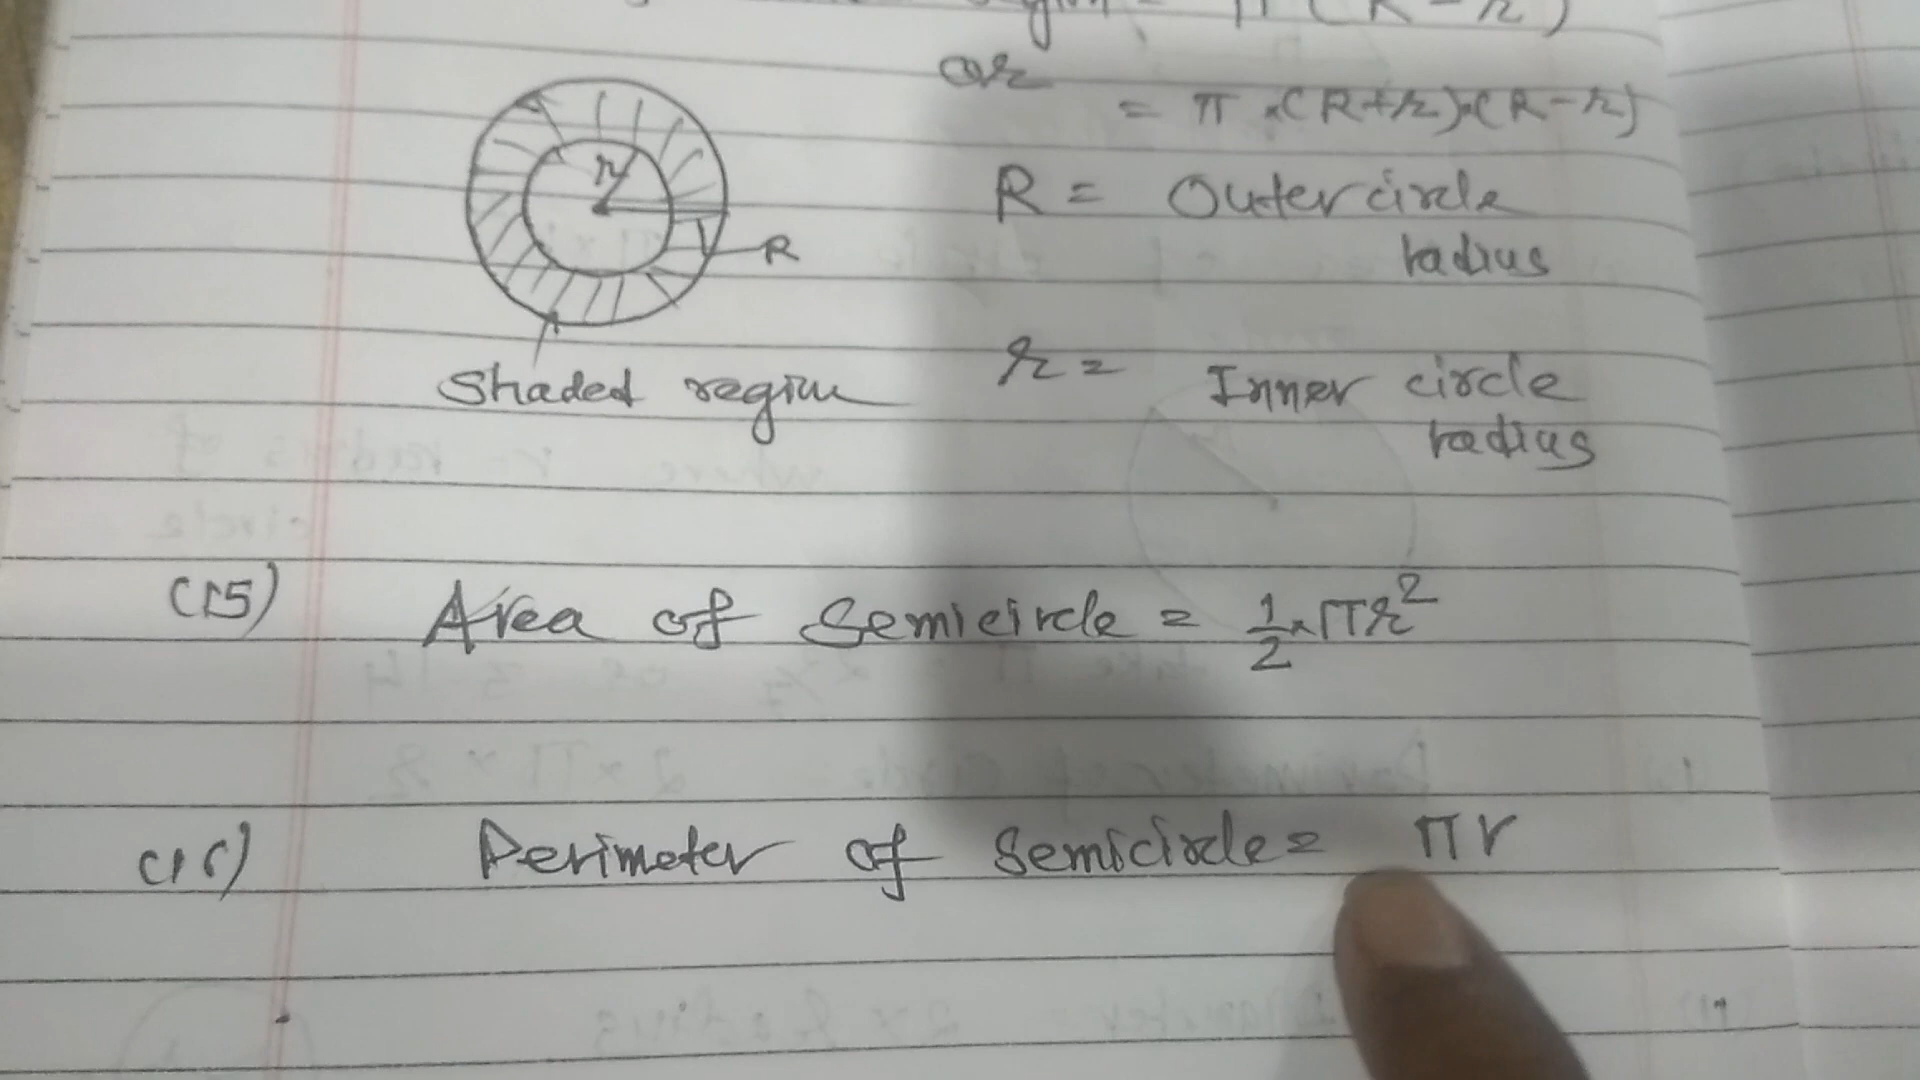 π (R - r)
or
= π × (R+r)×(R-r)
r
R = Outer circle
radius
R
r = Inner circle
radius
Shaded region
(15) Area of Semicircle = 1/2 × πr²
(16) Perimeter of Semicircle = πr